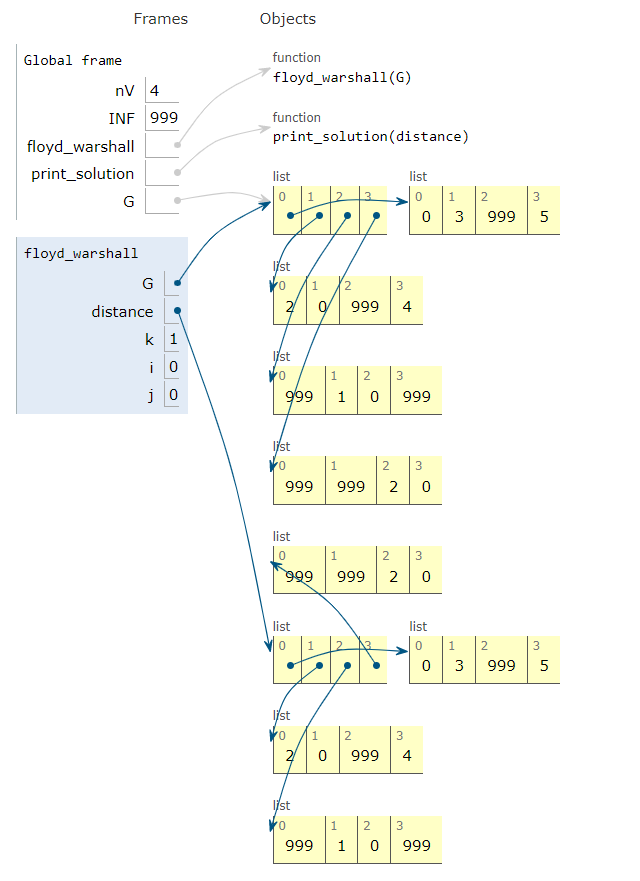 Frames Objects
Global frame
nV 4
INF 999
floyd_warshall
print_solution
G
function
floyd_warshall(G)
function
print_solution(distance)
list
0 1 2 3
list
0 1 2 3
0 3 999 5
list
0 1 2 3
2 0 999 4
list
0 1 2 3
999 1 0 999
list
0 1 2 3
999 999 2 0
floyd_warshall
G
distance
k 1
i 0
j 0
list
0 1 2 3
999 999 2 0
list
0 1 2 3
list
0 1 2 3
0 3 999 5
list
0 1 2 3
2 0 999 4
list
0 1 2 3
999 1 0 999